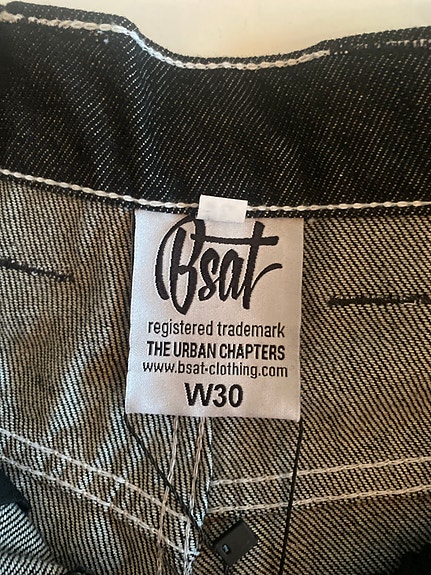 Bsat
registered trademark
THE URBAN CHAPTERS
www.bsat-clothing.com
W30